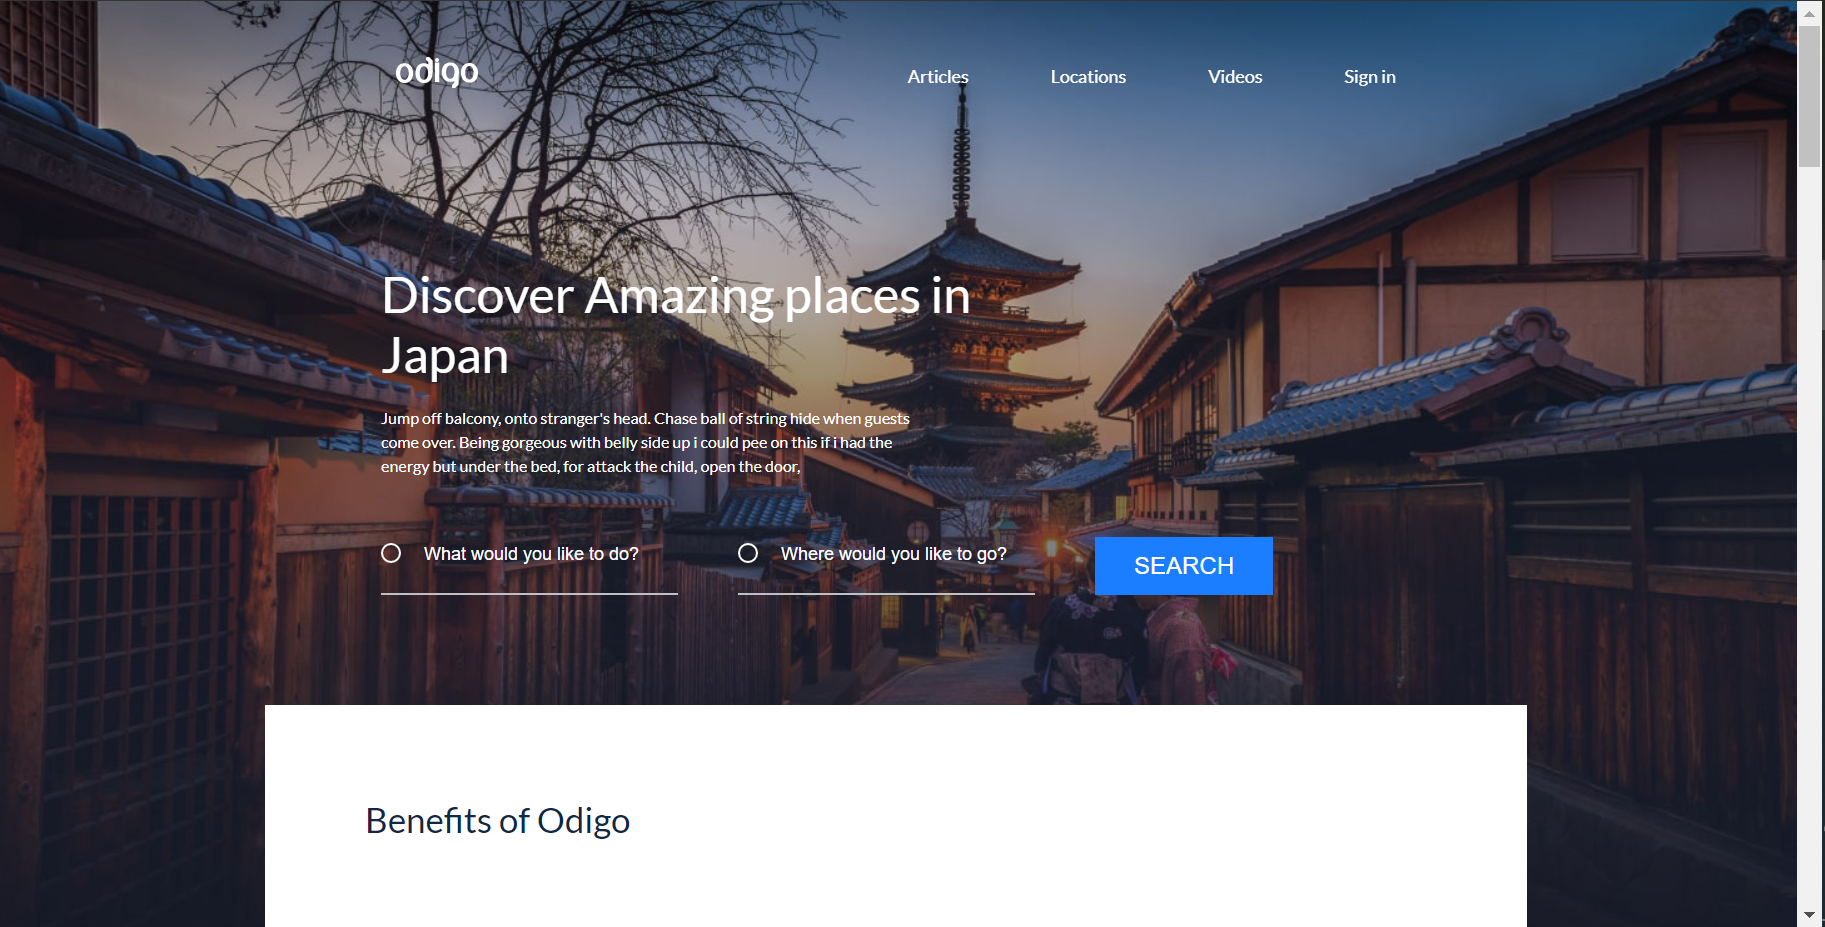 odigo
Articles
Locations
Videos
Sign in
Discover Amazing places in
Japan
Jump off balcony, onto stranger's head. Chase ball of string hide when guests
come over. Being gorgeous with belly side up i could pee on this if i had the
energy but under the bed, for attack the child, open the door,
What would you like to do?
Where would you like to go?
SEARCH
Benefits of Odigo